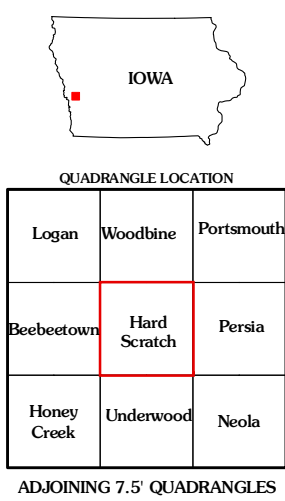 IOWA
QUADRANGLE LOCATION
Logan Woodbine Portsmouth
Beebeetown Hard Scratch Persia
Honey Creek Underwood Neola
ADJOINING 7.5' QUADRANGLES